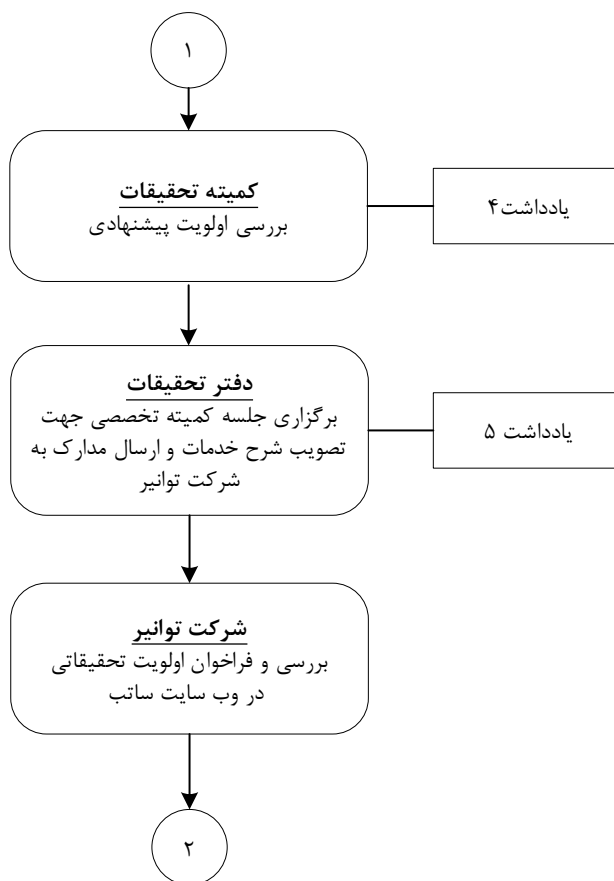 ۱
کمیته تحقیقات
بررسی اولویت پیشنهادی
یادداشت۴
دفتر تحقیقات
برگزاری جلسه کمیته تخصصی جهت
تصویب شرح خدمات و ارسال مدارک به
شرکت توانیر
یادداشت ۵
شرکت توانیر
بررسی و فراخوان اولویت تحقیقاتی
در وب سایت ساتب
۲